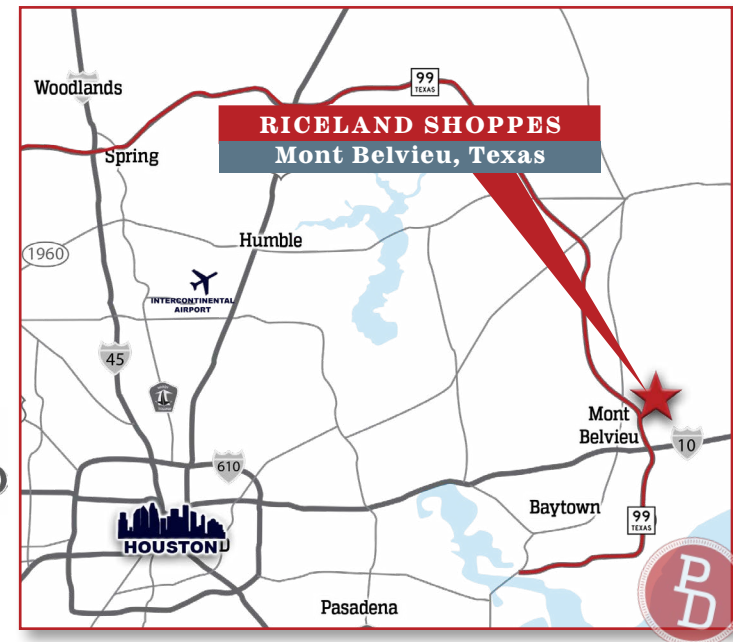 99
TEXAS
Woodlands
RICELAND SHOPPES
Mont Belvieu, Texas
Spring
Humble
1960
INTERCONTINENTAL
AIRPORT
45
Mont
Belvieu
10
610
Baytown
99
TEXAS
HOUSTON
Pasadena
PD